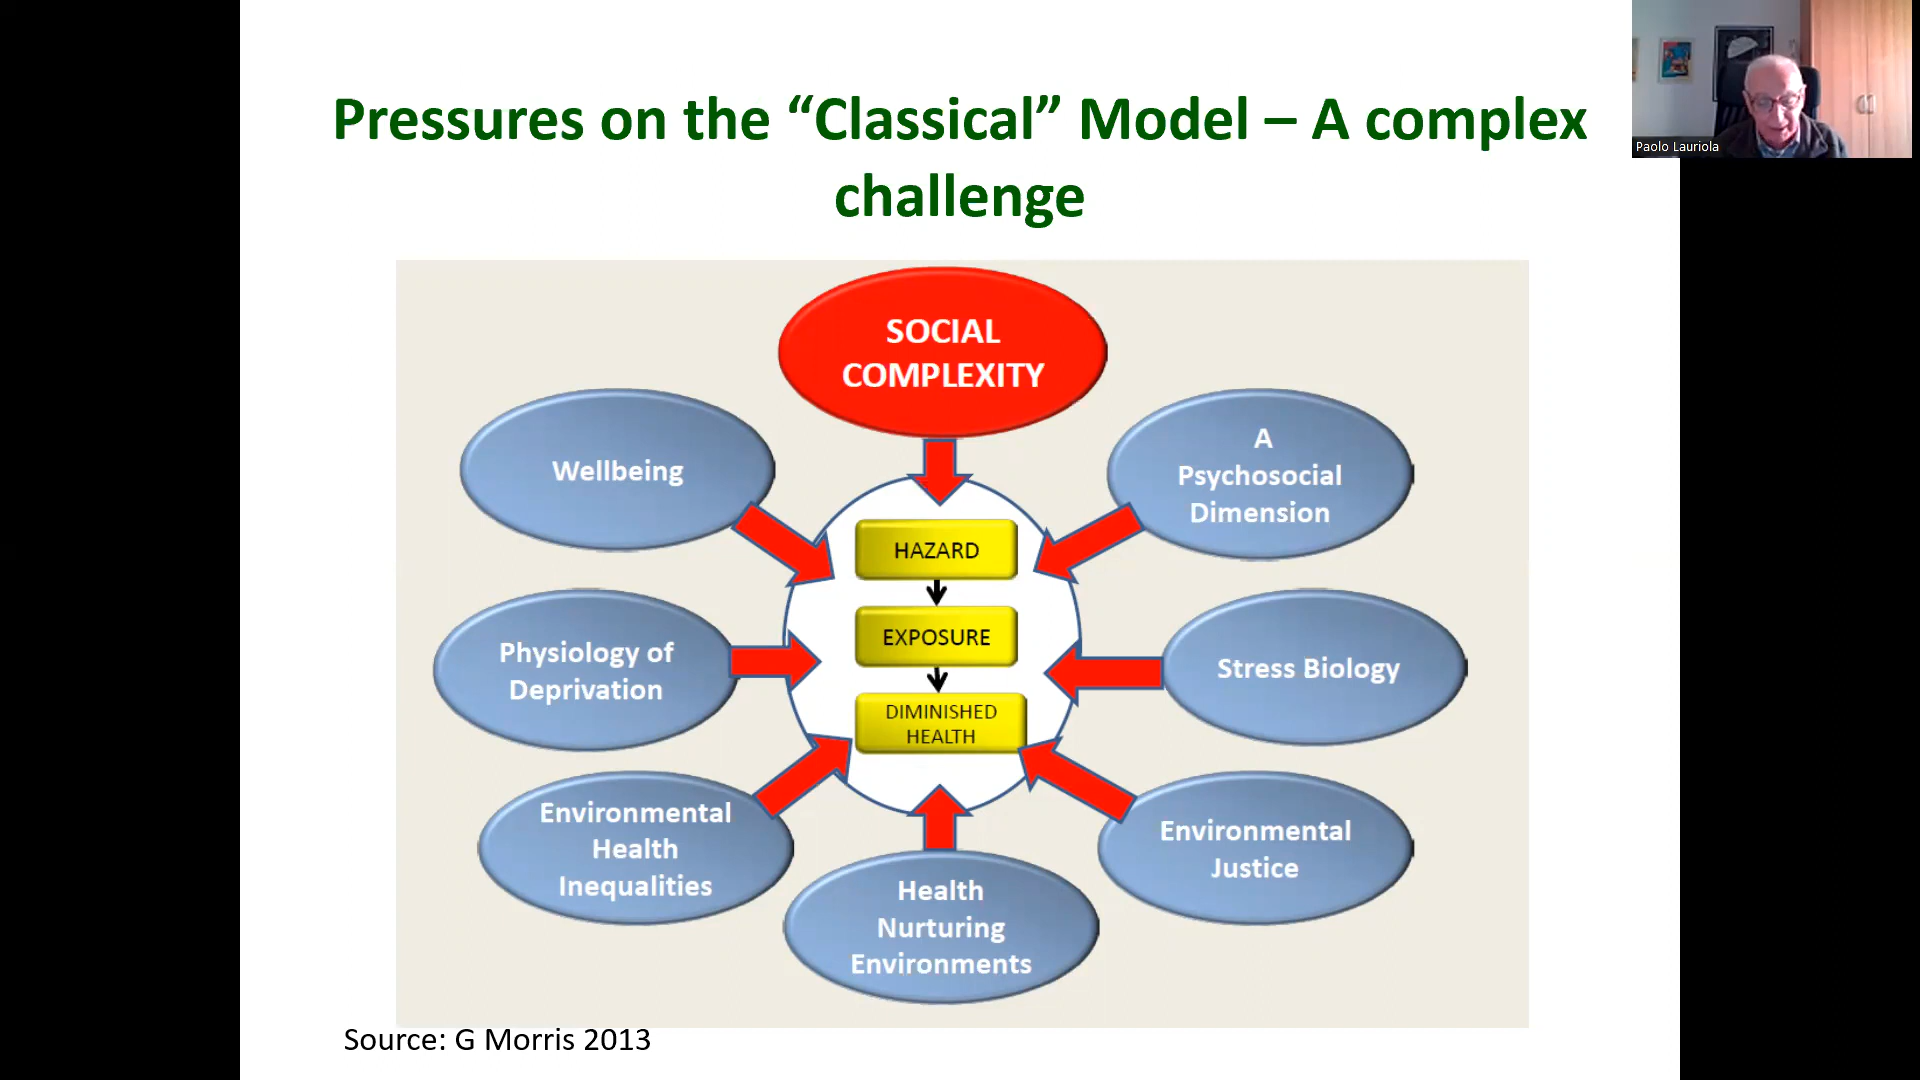 Pressures on the “Classical” Model – A complex
challenge
Paolo Lauriola
SOCIAL
COMPLEXITY
Wellbeing
A
Psychosocial
Dimension
HAZARD
EXPOSURE
DIMINISHED
HEALTH
Physiology of
Deprivation
Stress Biology
Environmental
Health
Inequalities
Environmental
Justice
Health
Nurturing
Environments
Source: G Morris 2013